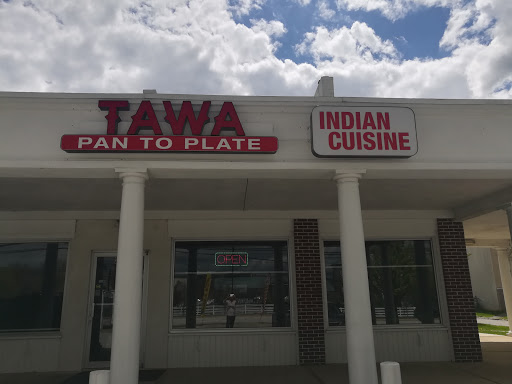 TAWA
PAN TO PLATE
INDIAN
CUISINE
OPEN